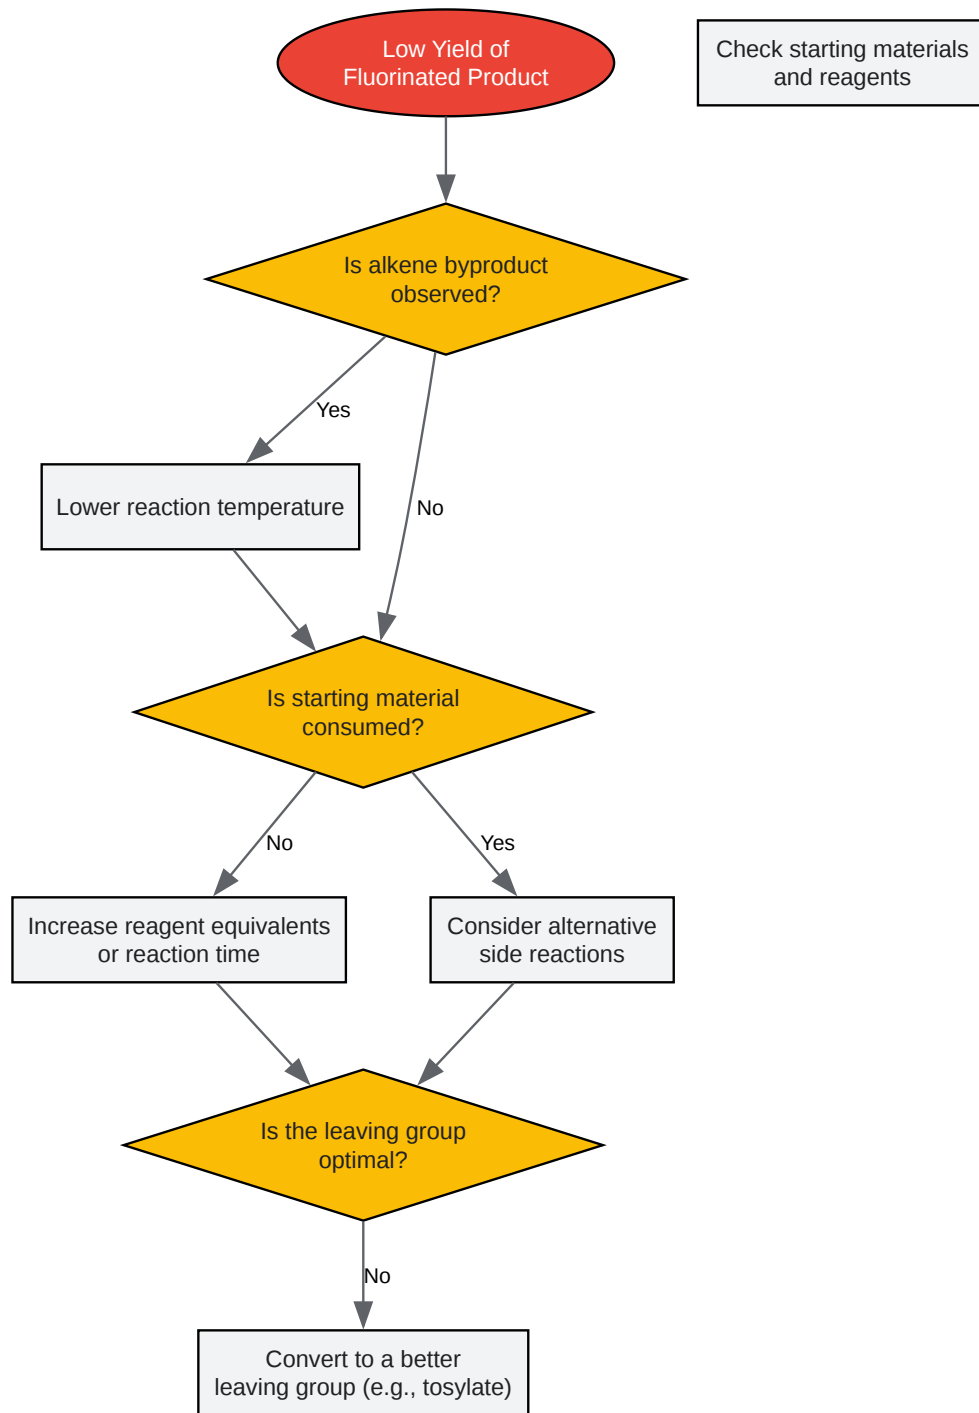 Low Yield of
Fluorinated Product
Check starting materials
and reagents
Is alkene byproduct
observed?
Yes
Lower reaction temperature
No
Is starting material
consumed?
No
Yes
Increase reagent equivalents
or reaction time
Consider alternative
side reactions
Is the leaving group
optimal?
No
Convert to a better
leaving group (e.g., tosylate)